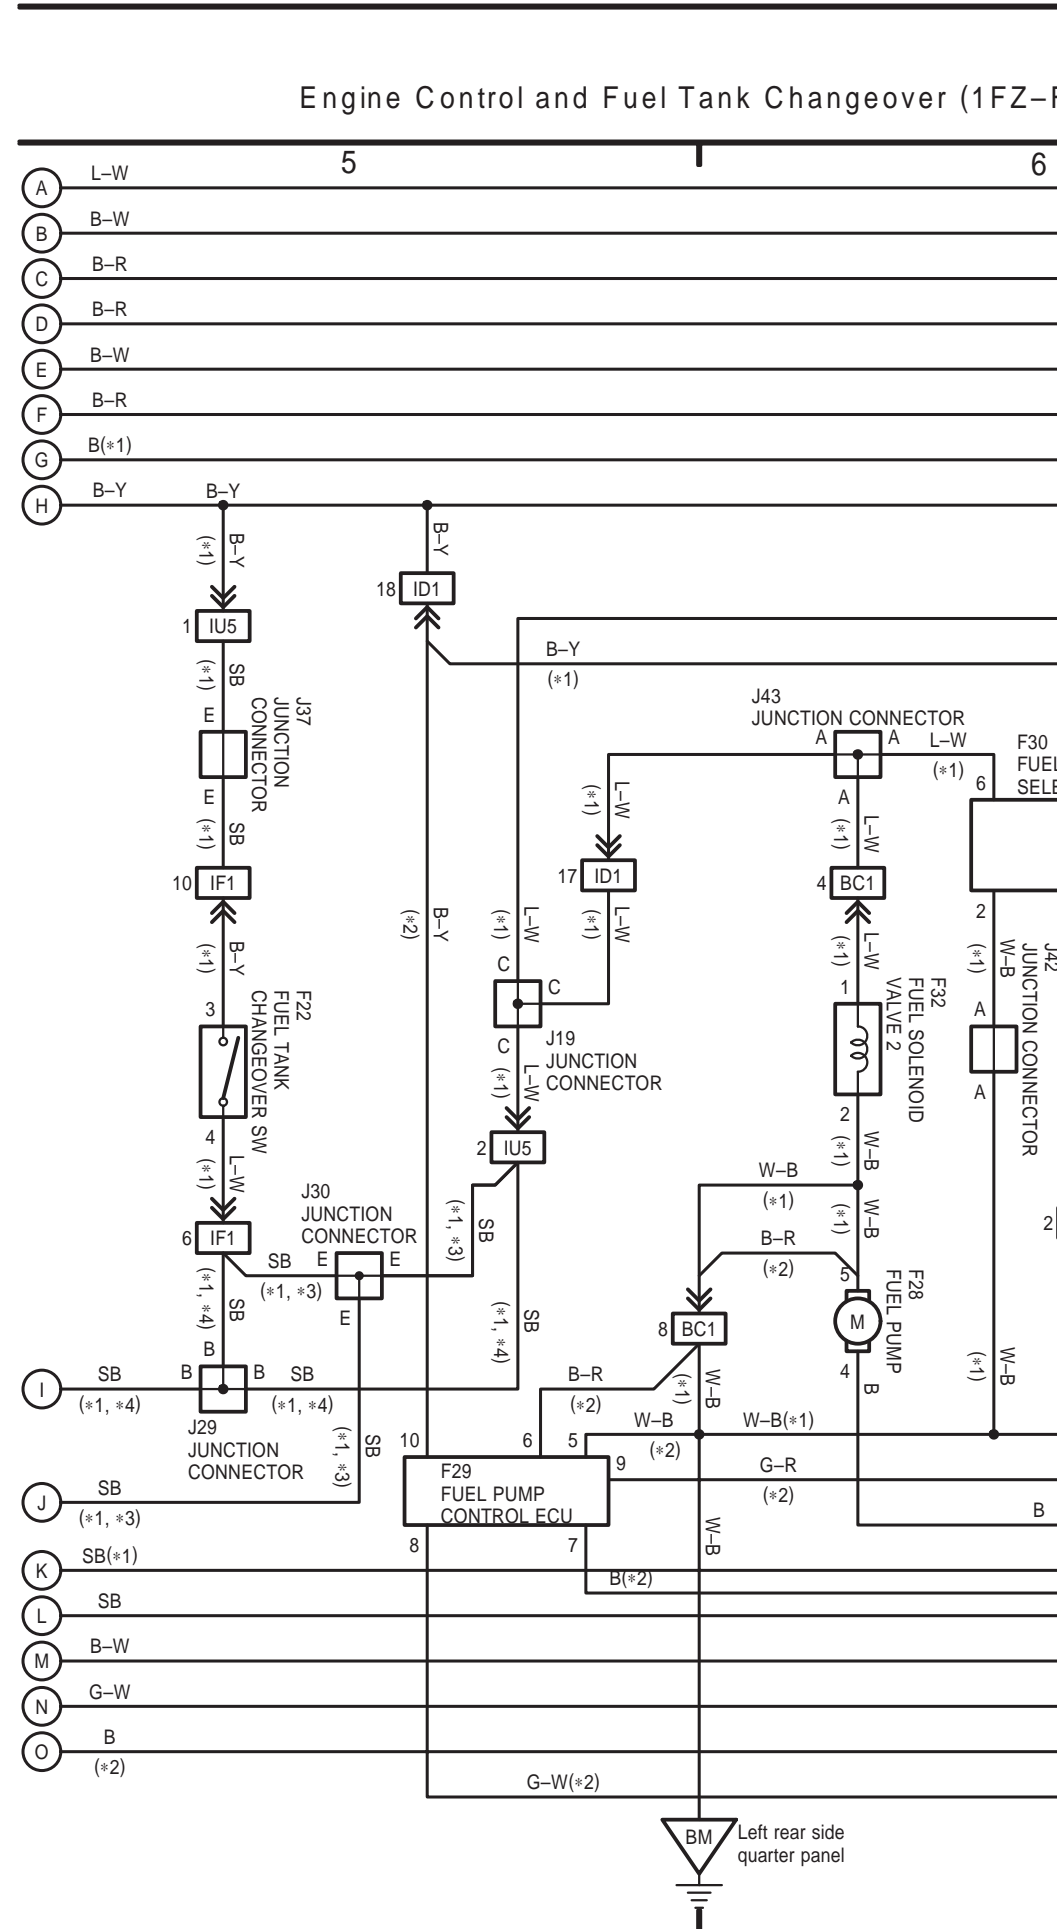 Engine Control and Fuel Tank Changeover (1FZ–F
5
6
A L–W
B B–W
C B–R
D B–R
E B–W
F B–R
G B(*1)
H B–Y B–Y
B–Y
(*1)
B–Y
18 ID1
1 IU5
B–Y
(*1)
SB
(*1)
J37
JUNCTION
CONNECTOR
E
E
SB
(*1)
J43
JUNCTION CONNECTOR
A A L–W
(*1)
A
F30
FUEL
SELE
6
2
L–W
(*1)
L–W
(*1)
10 IF1
17 ID1
4 BC1
B–Y
(*1)
B–Y
(*2)
L–W
(*1)
L–W
(*1)
L–W
(*1)
W–B
(*1)
J42
JUNCTION CONNECTOR
A
A
C
C
C
J19
JUNCTION
CONNECTOR
3
F22
FUEL TANK
CHANGEOVER SW
4
1
F32
FUEL SOLENOID
VALVE 2
2
L–W
(*1)
L–W
(*1)
2 IU5
W–B
(*1)
W–B
(*1)
W–B
(*1)
J30
JUNCTION
CONNECTOR
6 IF1
SB
(*1, *3)
E E
E
SB
(*1, *3)
B–R
(*2)
2
5
F28
FUEL PUMP
M
4
B
SB
(*1, *4)
SB
(*1, *4)
8 BC1
B
B B
I SB
(*1, *4)
SB
(*1, *4)
B–R
(*2)
W–B
(*1)
W–B
(*1)
J29
JUNCTION
CONNECTOR
SB
(*1, *3)
10 6 5
W–B
(*2)
W–B(*1)
F29
FUEL PUMP
CONTROL ECU
9
G–R
(*2)
J SB
(*1, *3)
8 7
W–B
B
K SB(*1)
B(*2)
L SB
M B–W
N G–W
O B
(*2)
G–W(*2)
BM
Left rear side
quarter panel